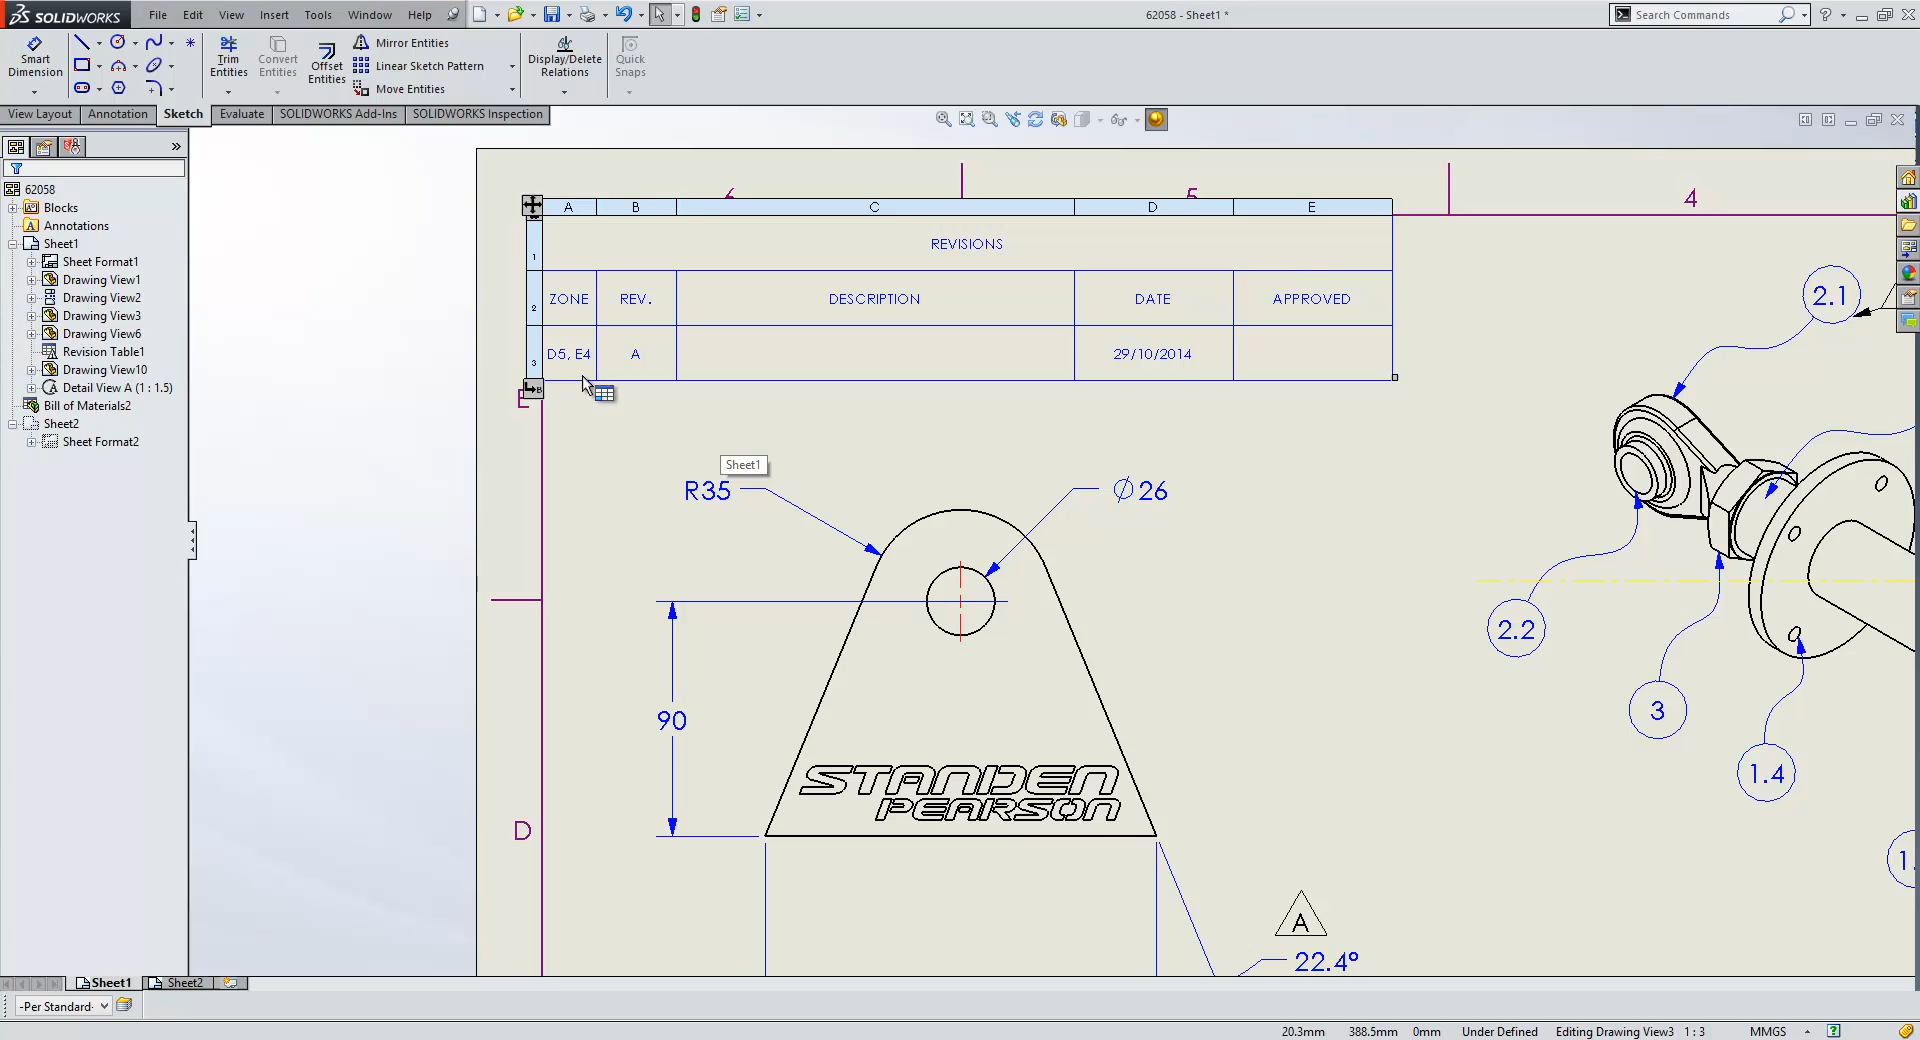 SOLIDWORKS File Edit View Insert Tools Window Help 62058 - Sheet1 * Search Commands
Smart Dimension
Trim Entities
Convert Entities
Offset Entities
Mirror Entities
Linear Sketch Pattern
Move Entities
Display/Delete Relations
Quick Snaps
View Layout Annotation Sketch Evaluate SOLIDWORKS Add-Ins SOLIDWORKS Inspection
62058
Blocks
Annotations
Sheet1
Sheet Format1
Drawing View1
Drawing View2
Drawing View3
Drawing View6
Revision Table1
Drawing View10
Detail View A (1 : 1.5)
Bill of Materials2
Sheet2
Sheet Format2
6 5 4
A B C D E
1 REVISIONS
2 ZONE REV. DESCRIPTION DATE APPROVED
3 D5, E4 A 29/10/2014
E
Sheet1
R35 Ø26
90
STANDEN
PEARSON
D
A
22.4°
2.1
2.2
3
1.4
1.
Sheet1 Sheet2
-Per Standard-
20.3mm 388.5mm 0mm Under Defined Editing Drawing View3 1 : 3 MMGS